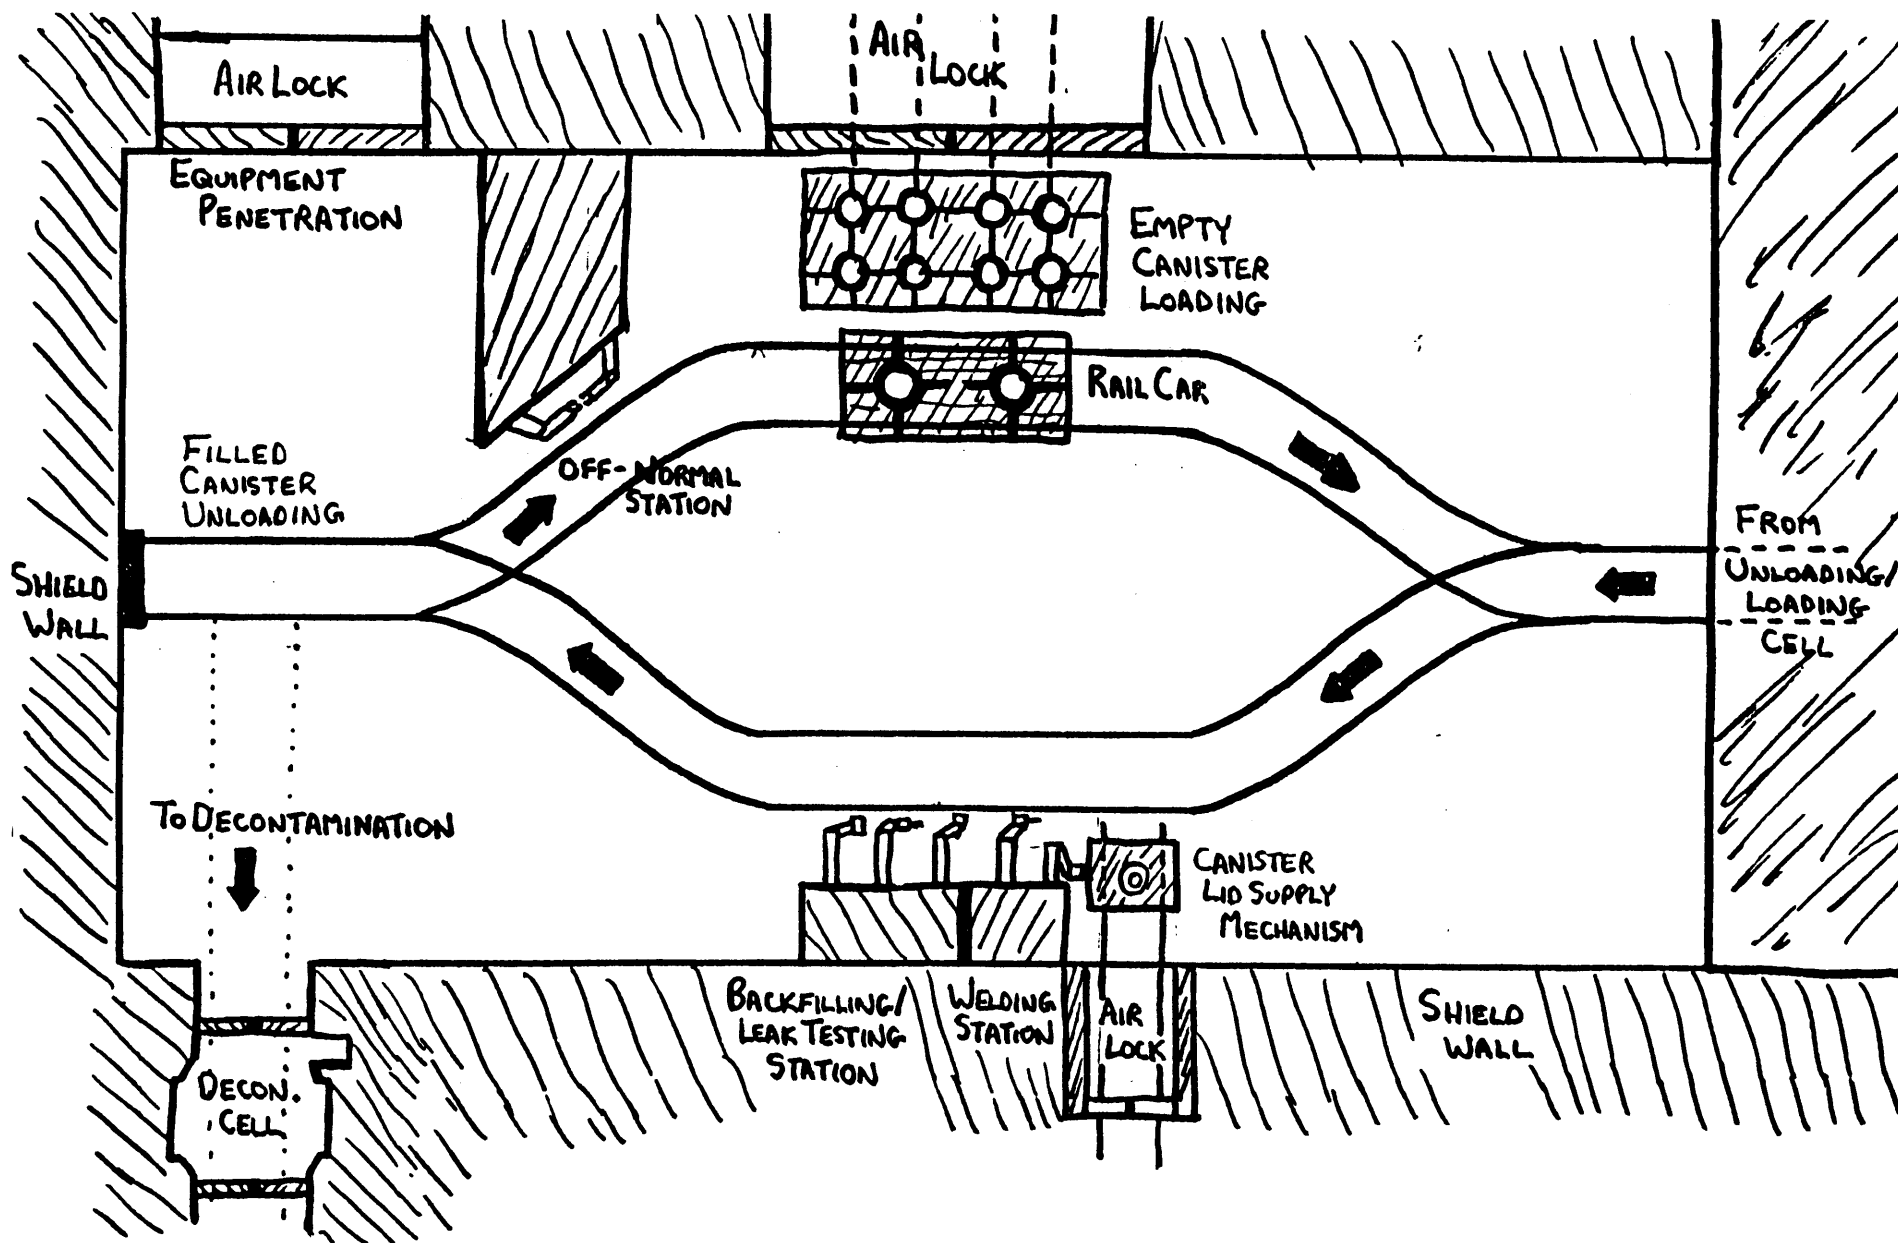 AIR LOCK
AIR
LOCK
EQUIPMENT
PENETRATION
EMPTY
CANISTER
LOADING
RAIL CAR
FILLED
CANISTER
UNLOADING
OFF-NORMAL
STATION
SHIELD
WALL
FROM
UNLOADING/
LOADING
CELL
TO DECONTAMINATION
CANISTER
LID SUPPLY
MECHANISM
BACKFILLING/
LEAK TESTING
STATION
WELDING
STATION
AIR
LOCK
SHIELD
WALL
DECON.
CELL